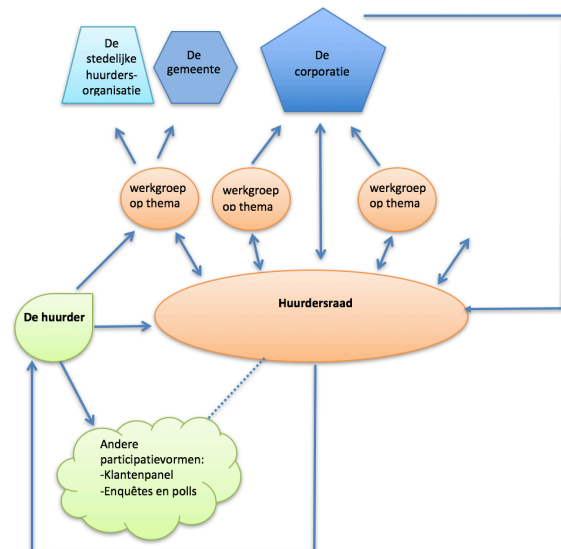 De
stedelijke
huurders-
organisatie
De
gemeente
De
corporatie
werkgroep
op thema
werkgroep
op thema
werkgroep
op thema
De huurder
Huurdersraad
Andere
participatievormen:
-Klantenpanel
-Enquêtes en polls